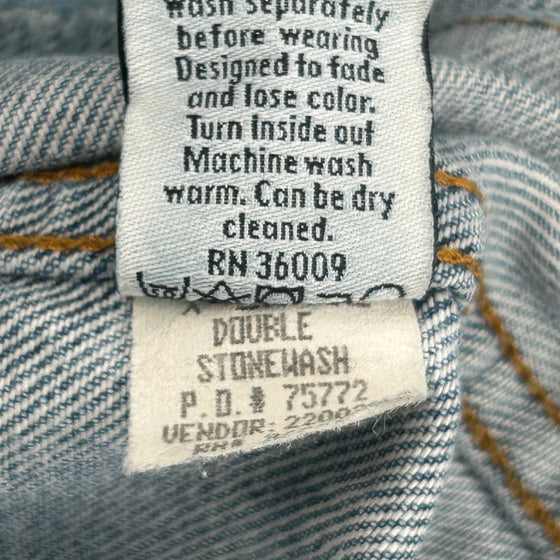 wash separately
before wearing
Designed to fade
and lose color.
Turn Inside out
Machine wash
warm. Can be dry
cleaned.
RN 36009
DOUBLE
STONEWASH
P.O.# 75772
VENDOR: